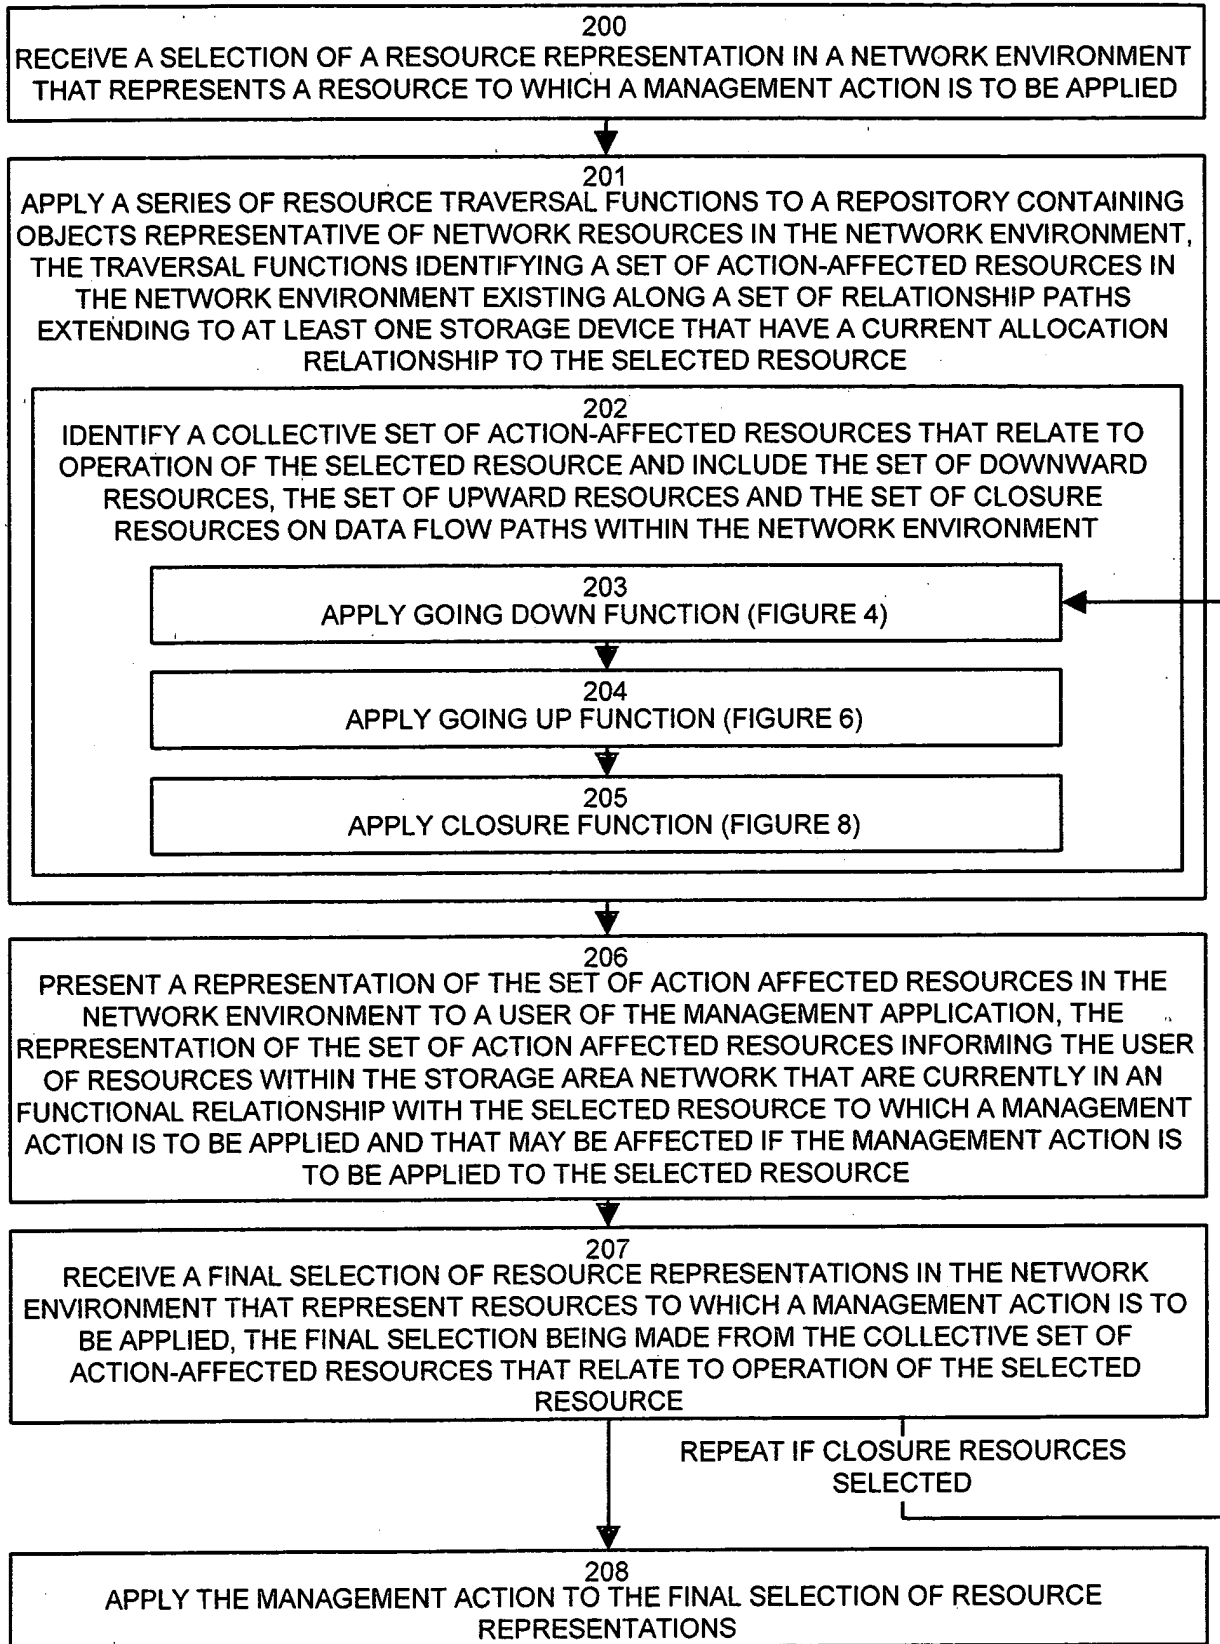 200
RECEIVE A SELECTION OF A RESOURCE REPRESENTATION IN A NETWORK ENVIRONMENT
THAT REPRESENTS A RESOURCE TO WHICH A MANAGEMENT ACTION IS TO BE APPLIED
201
APPLY A SERIES OF RESOURCE TRAVERSAL FUNCTIONS TO A REPOSITORY CONTAINING
OBJECTS REPRESENTATIVE OF NETWORK RESOURCES IN THE NETWORK ENVIRONMENT,
THE TRAVERSAL FUNCTIONS IDENTIFYING A SET OF ACTION-AFFECTED RESOURCES IN
THE NETWORK ENVIRONMENT EXISTING ALONG A SET OF RELATIONSHIP PATHS
EXTENDING TO AT LEAST ONE STORAGE DEVICE THAT HAVE A CURRENT ALLOCATION
RELATIONSHIP TO THE SELECTED RESOURCE
202
IDENTIFY A COLLECTIVE SET OF ACTION-AFFECTED RESOURCES THAT RELATE TO
OPERATION OF THE SELECTED RESOURCE AND INCLUDE THE SET OF DOWNWARD
RESOURCES, THE SET OF UPWARD RESOURCES AND THE SET OF CLOSURE
RESOURCES ON DATA FLOW PATHS WITHIN THE NETWORK ENVIRONMENT
203
APPLY GOING DOWN FUNCTION (FIGURE 4)
204
APPLY GOING UP FUNCTION (FIGURE 6)
205
APPLY CLOSURE FUNCTION (FIGURE 8)
206
PRESENT A REPRESENTATION OF THE SET OF ACTION AFFECTED RESOURCES IN THE
NETWORK ENVIRONMENT TO A USER OF THE MANAGEMENT APPLICATION, THE
REPRESENTATION OF THE SET OF ACTION AFFECTED RESOURCES INFORMING THE USER
OF RESOURCES WITHIN THE STORAGE AREA NETWORK THAT ARE CURRENTLY IN AN
FUNCTIONAL RELATIONSHIP WITH THE SELECTED RESOURCE TO WHICH A MANAGEMENT
ACTION IS TO BE APPLIED AND THAT MAY BE AFFECTED IF THE MANAGEMENT ACTION IS
TO BE APPLIED TO THE SELECTED RESOURCE
207
RECEIVE A FINAL SELECTION OF RESOURCE REPRESENTATIONS IN THE NETWORK
ENVIRONMENT THAT REPRESENT RESOURCES TO WHICH A MANAGEMENT ACTION IS TO
BE APPLIED, THE FINAL SELECTION BEING MADE FROM THE COLLECTIVE SET OF
ACTION-AFFECTED RESOURCES THAT RELATE TO OPERATION OF THE SELECTED
RESOURCE
REPEAT IF CLOSURE RESOURCES
SELECTED
208
APPLY THE MANAGEMENT ACTION TO THE FINAL SELECTION OF RESOURCE
REPRESENTATIONS